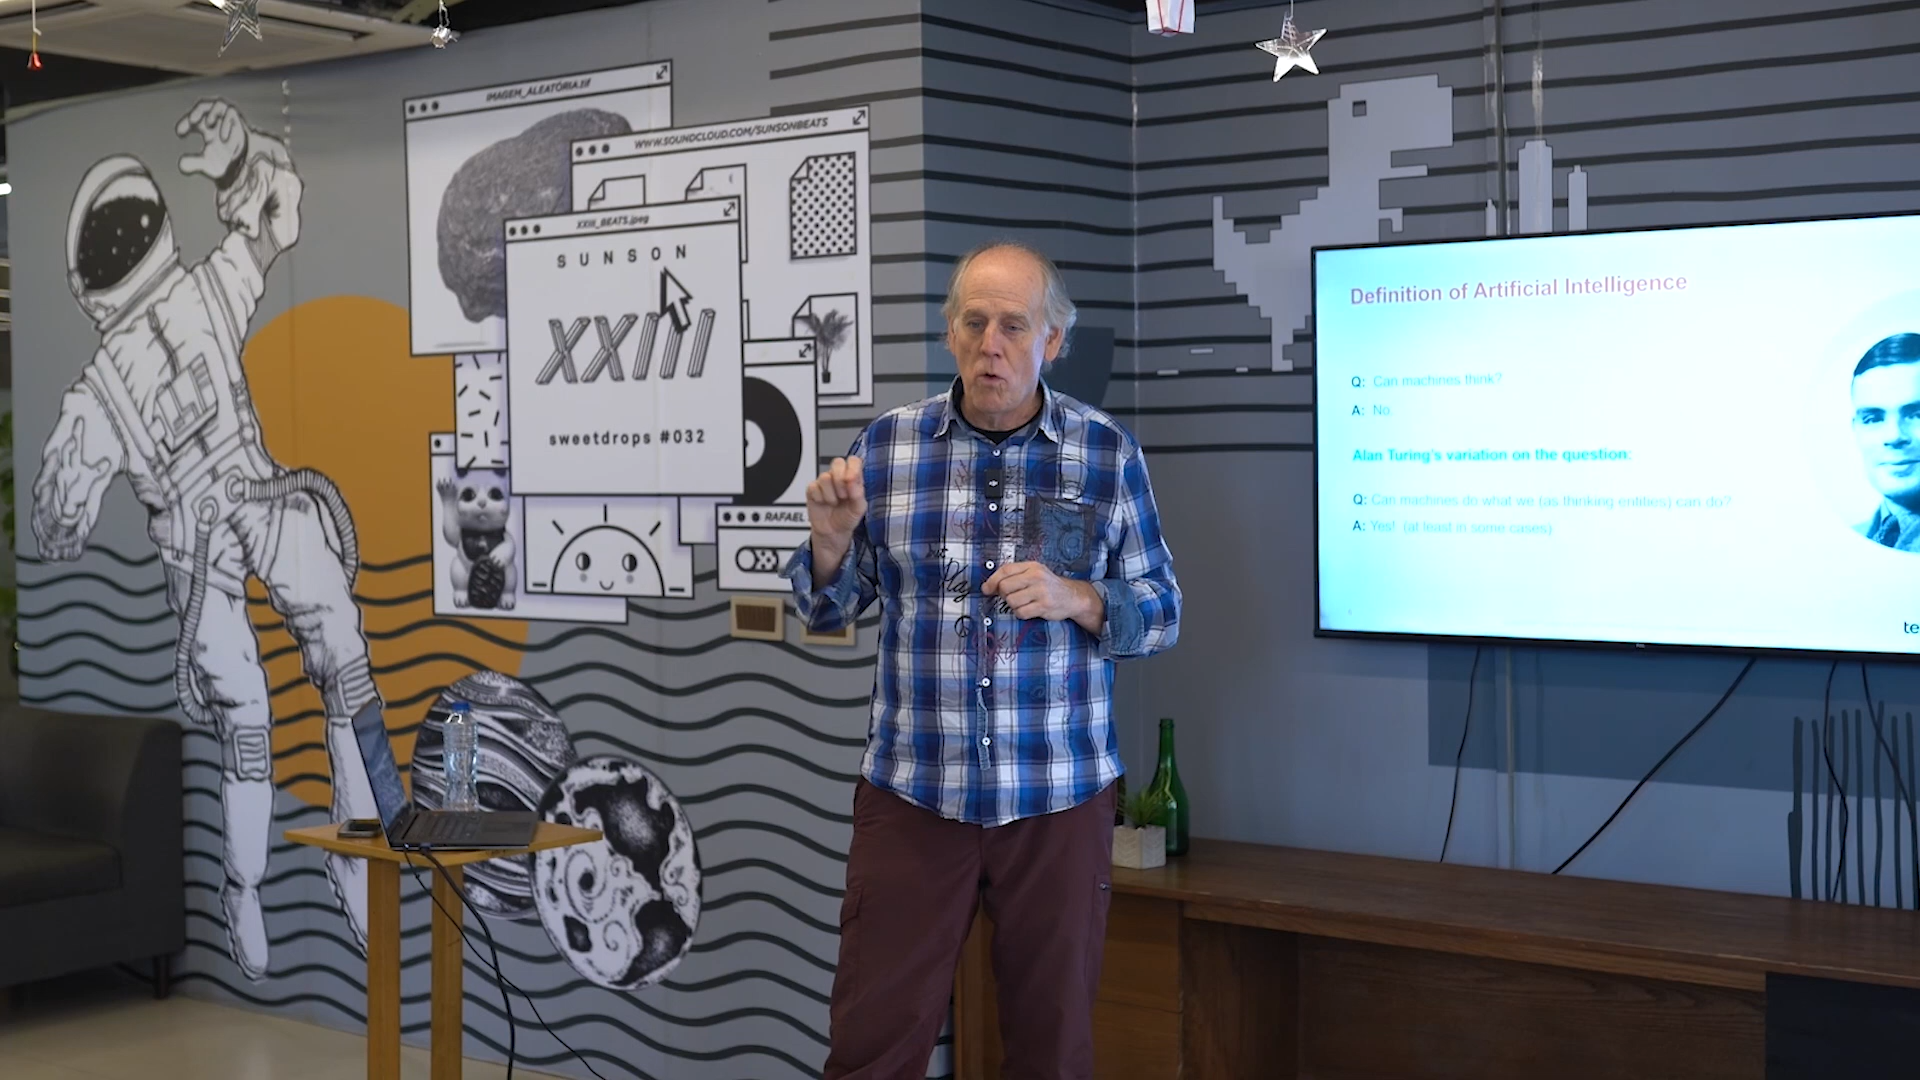 IMAGEM_ALEATÓRIA.tif
WWW.SOUNDCLOUD.COM/SUNSONBEATS
XXIII_BEATS.jpeg
SUNSON
XXIII
sweetdrops #032
RAFAEL
Definition of Artificial Intelligence
Q: Can machines think?
A: No.
Alan Turing's variation on the question:
Q: Can machines do what we (as thinking entities) can do?
A: Yes! (at least in some cases)
te